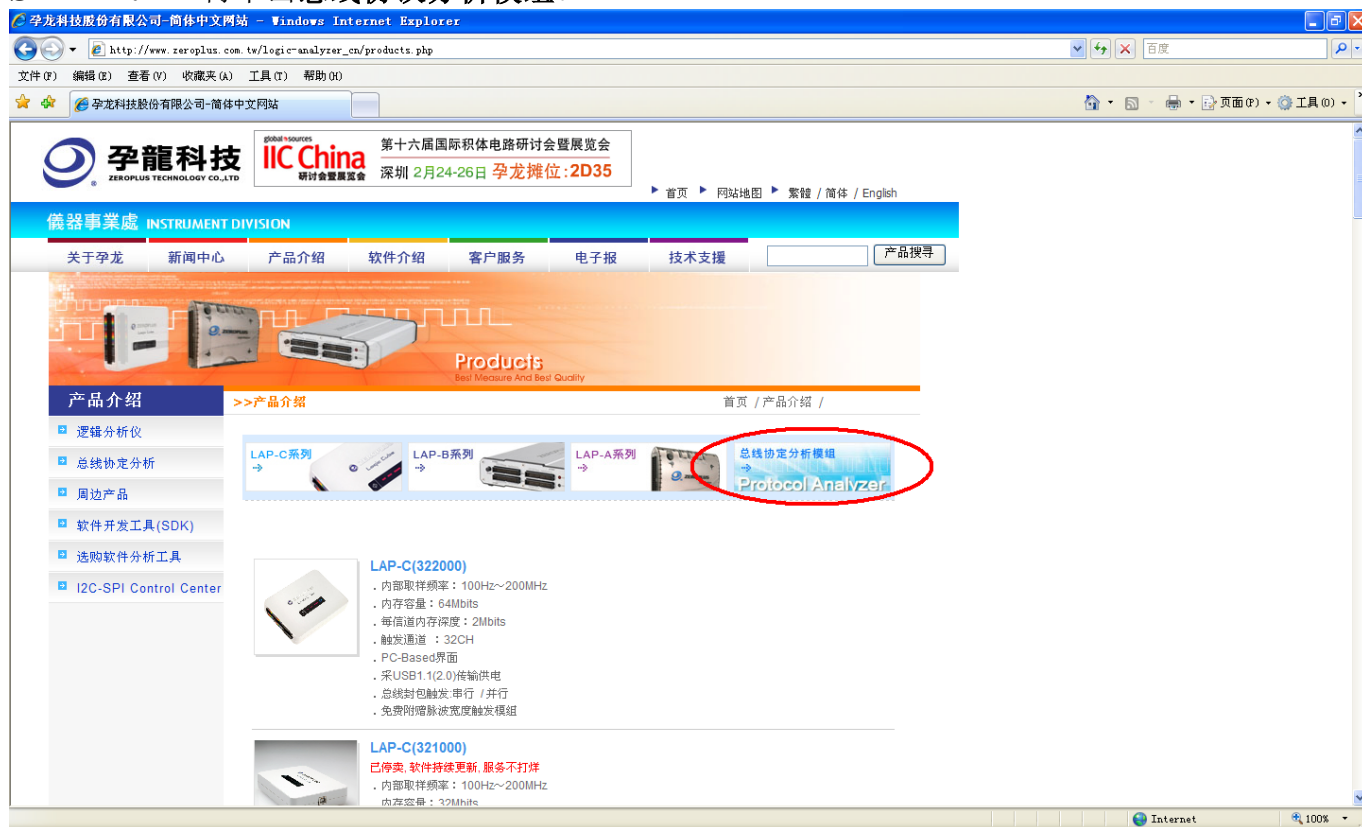 孕龙科技股份有限公司-简体中文网站 - Windows Internet Explorer
http://www.zeroplus.com.tw/logic-analyzer_cn/products.php
百度
文件(F) 编辑(E) 查看(V) 收藏夹(A) 工具(T) 帮助(H)
孕龙科技股份有限公司-简体中文网站
页面(P) 工具(O)
孕龍科技
ZEROPLUS TECHNOLOGY CO.,LTD
global sources
IIC China
研讨会暨展览会
第十六届国际积体电路研讨会暨展览会
深圳 2月24-26日 孕龙摊位:2D35
首页 网站地图 繁體 / 简体 / English
儀器事業處 INSTRUMENT DIVISION
关于孕龙 新闻中心 产品介绍 软件介绍 客户服务 电子报 技术支援 产品搜寻
Products
Best Measure And Best Quality
产品介绍
>>产品介绍
首页 / 产品介绍 /
逻辑分析仪
总线协定分析
周边产品
软件开发工具(SDK)
选购软件分析工具
I2C-SPI Control Center
LAP-C系列
LAP-B系列
LAP-A系列
总线协定分析模组
Protocol Analyzer
LAP-C(322000)
．内部取样频率：100Hz～200MHz
．内存容量：64Mbits
．每信道内存深度：2Mbits
．触发通道 ：32CH
．PC-Based界面
．采USB1.1(2.0)传输供电
．总线封包触发:串行 /并行
．免费附赠脉波宽度触发模组
LAP-C(321000)
已停卖,软件持续更新,服务不打烊
．内部取样频率：100Hz～200MHz
．内存容量：32Mbits
Internet 100%